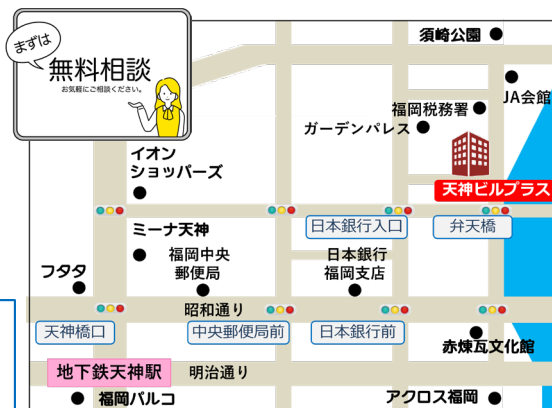 まずは
無料相談
お気軽にご相談ください。
須崎公園
JA会館
福岡税務署
ガーデンパレス
天神ビルプラス
イオン
ショッパーズ
日本銀行入口
弁天橋
ミーナ天神
福岡中央
郵便局
日本銀行
福岡支店
フタタ
昭和通り
天神橋口
中央郵便局前
日本銀行前
赤煉瓦文化館
地下鉄天神駅
明治通り
福岡パルコ
アクロス福岡